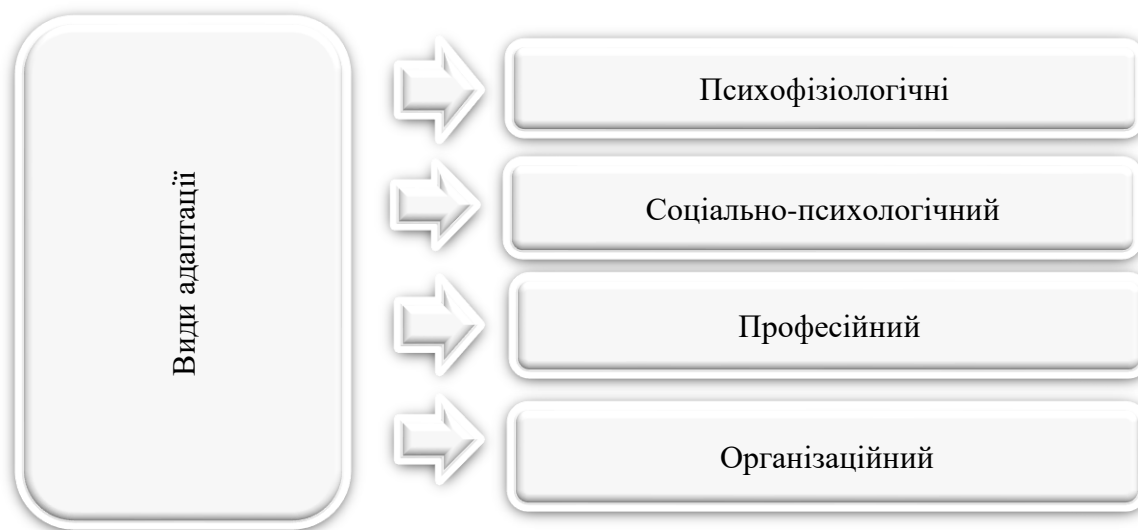 Види адаптації
Психофізіологічні
Соціально-психологічний
Професійний
Організаційний